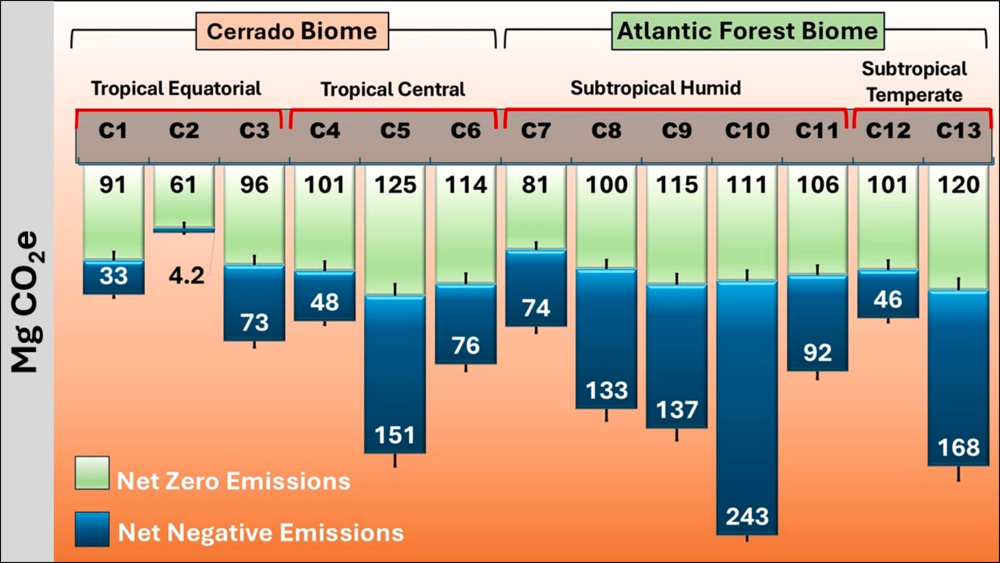 Cerrado Biome
Atlantic Forest Biome
Tropical Equatorial
Tropical Central
Subtropical Humid
Subtropical
Temperate
C1 C2 C3 C4 C5 C6 C7 C8 C9 C10 C11 C12 C13
91 61 96 101 125 114 81 100 115 111 106 101 120
33 4.2 73 48 151 76 74 133 137 243 92 46 168
Mg CO₂e
Net Zero Emissions
Net Negative Emissions